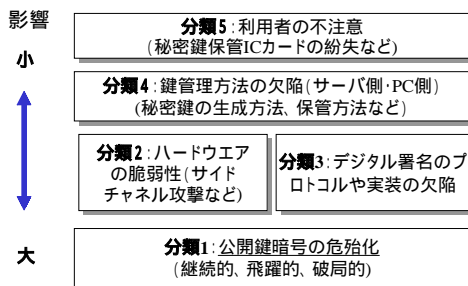 影響
小
分類5：利用者の不注意
(秘密鍵保管ICカードの紛失など)
分類4：鍵管理方法の欠陥(サーバ側・PC側)
(秘密鍵の生成方法、保管方法など)
分類2：ハードウエア
の脆弱性(サイド
チャネル攻撃など)
分類3：デジタル署名のプ
ロトコルや実装の欠陥
大
分類1：公開鍵暗号の危殆化
(継続的、飛躍的、破局的)